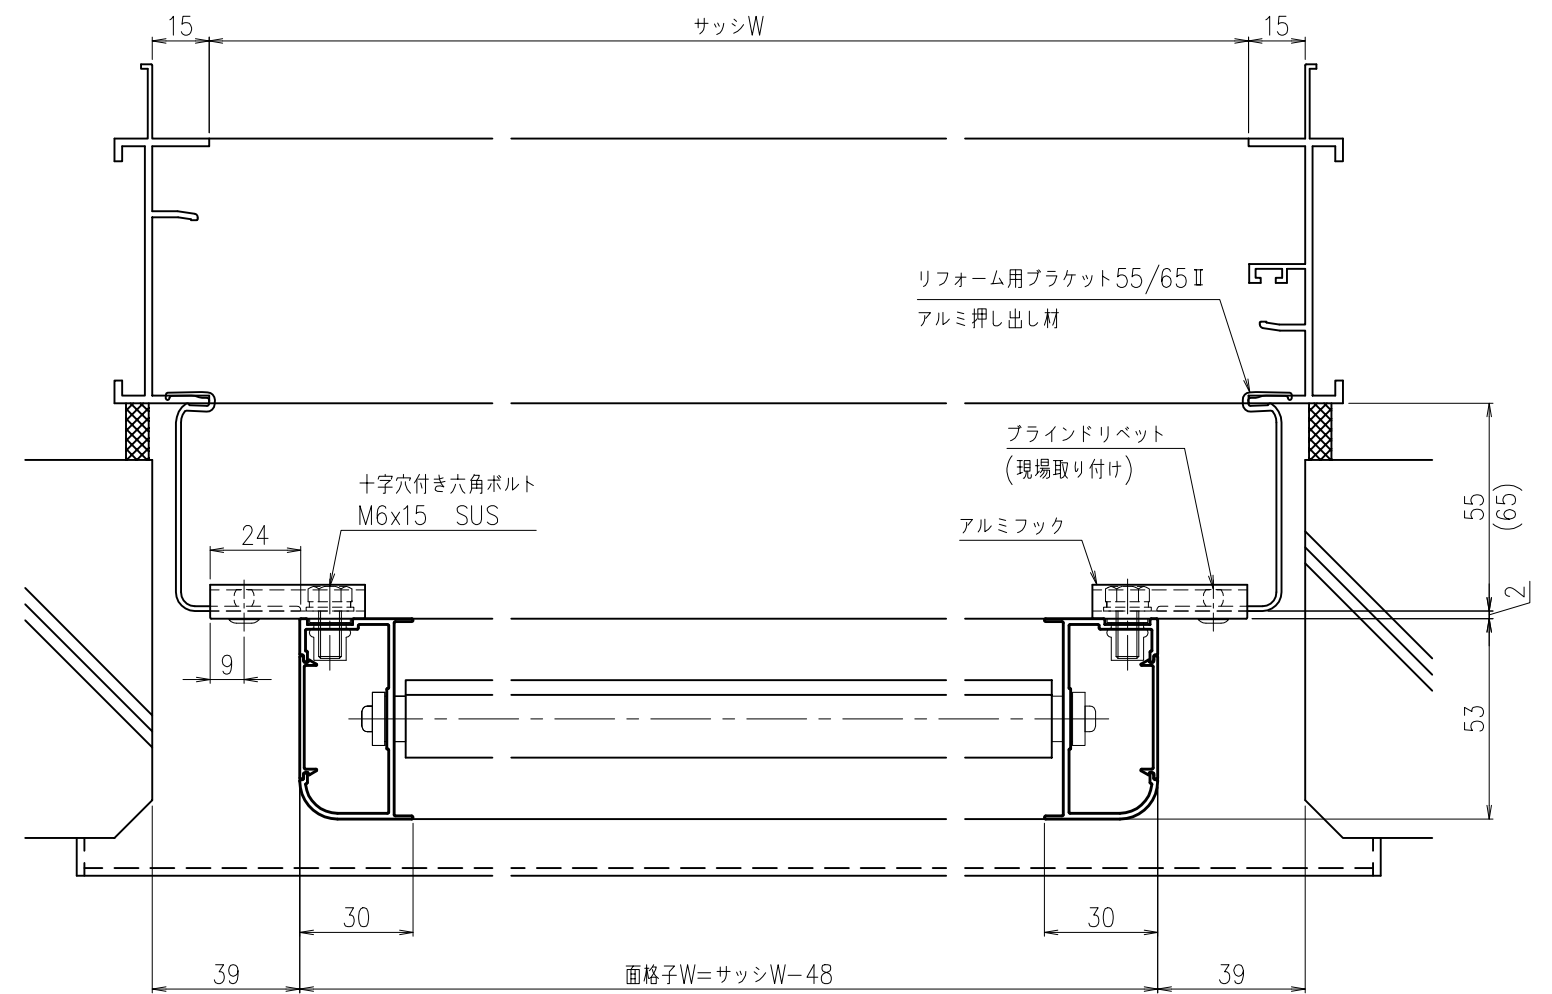 15
サッシW
15
リフォーム用ブラケット55/65Ⅱ
アルミ押し出し材
ブラインドリベット
(現場取り付け)
十字穴付き六角ボルト
M6x15 SUS
アルミフック
24
55
(65)
2
9
53
30
30
39
面格子W=サッシW-48
39